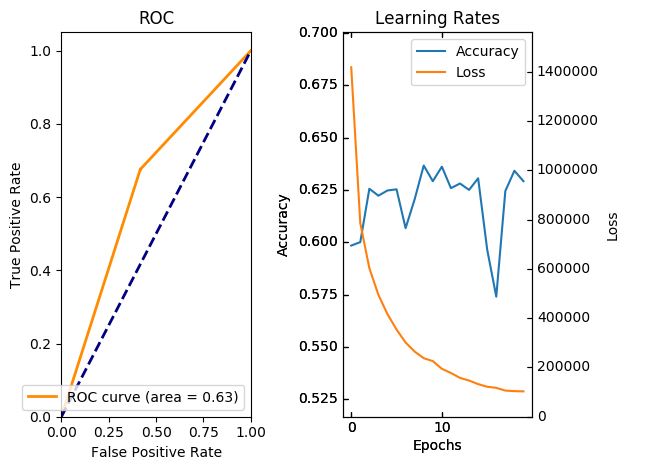 ROC
True Positive Rate
1.0
0.8
0.6
0.4
0.2
0.0
ROC curve (area = 0.63)
0.00 0.25 0.50 0.75 1.00
False Positive Rate
Learning Rates
Accuracy
0.700
0.675
0.650
0.625
0.600
0.575
0.550
0.525
Accuracy
Loss
1400000
1200000
1000000
800000
600000
400000
200000
0
Loss
0 10
Epochs